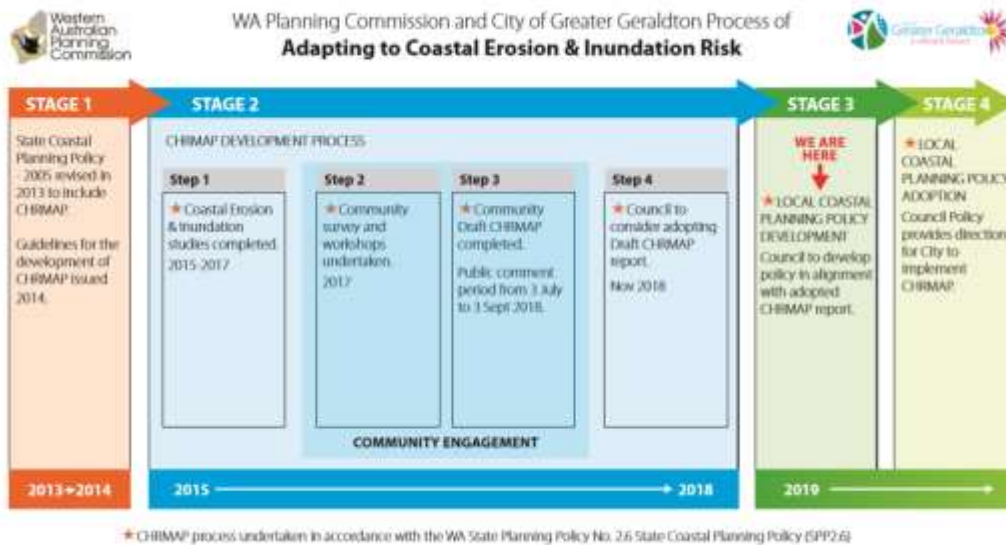 Western
Australian
Planning
Commission
WA Planning Commission and City of Greater Geraldton Process of
Adapting to Coastal Erosion & Inundation Risk
Greater Geraldton
STAGE 1
STAGE 2
STAGE 3
STAGE 4
State Coastal
Planning Policy
- 2005 revised in
2013 to include
CHRMAP.
Guidelines for the
development of
CHRMAP issued
2014.
CHRMAP DEVELOPMENT PROCESS
Step 1
★ Coastal Erosion
& Inundation
studies completed.
2015-2017
Step 2
★ Community
survey and
workshops
undertaken.
2017
Step 3
★ Community
Draft CHRMAP
completed.
Public comment
period from 3 July
to 3 Sept 2018.
Step 4
★ Council to
consider adopting
Draft CHRMAP
report.
Nov 2018
COMMUNITY ENGAGEMENT
WE ARE
HERE
★ LOCAL COASTAL
PLANNING POLICY
DEVELOPMENT
Council to develop
policy in alignment
with adopted
CHRMAP report.
★ LOCAL
COASTAL
PLANNING POLICY
ADOPTION
Council Policy
provides direction
for City to
implement
CHRMAP.
2013→2014
2015
2018
2019
★ CHRMAP process undertaken in accordance with the WA State Planning Policy No. 2.6 State Coastal Planning Policy (SPP2.6)